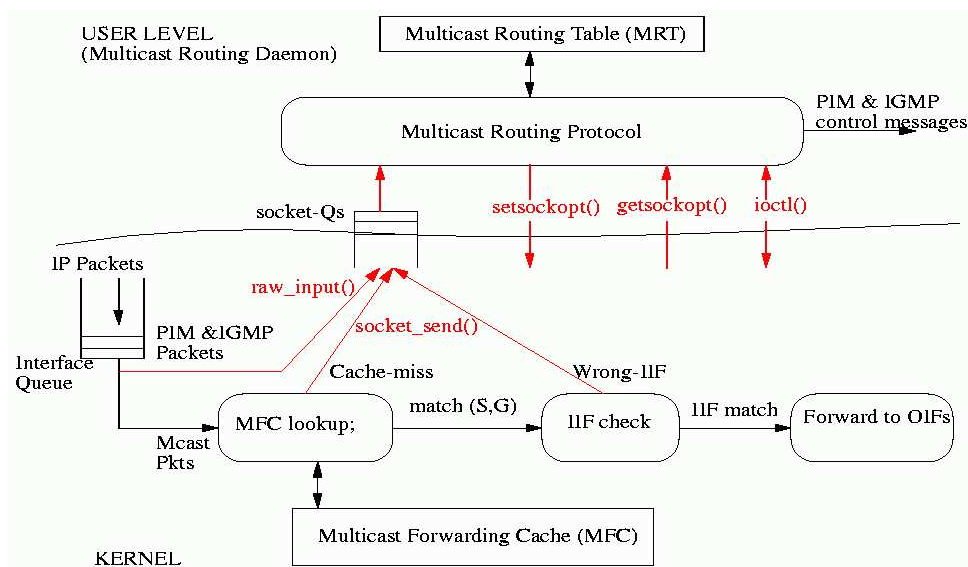 USER LEVEL
(Multicast Routing Daemon)
Multicast Routing Table (MRT)
Multicast Routing Protocol
PIM & IGMP
control messages
socket-Qs
setsockopt()
getsockopt()
ioctl()
IP Packets
raw_input()
socket_send()
PIM &IGMP
Packets
Interface
Queue
Cache-miss
Wrong-IIF
MFC lookup;
match (S,G)
IIF check
IIF match
Forward to OIFs
Mcast
Pkts
Multicast Forwarding Cache (MFC)
KERNEL